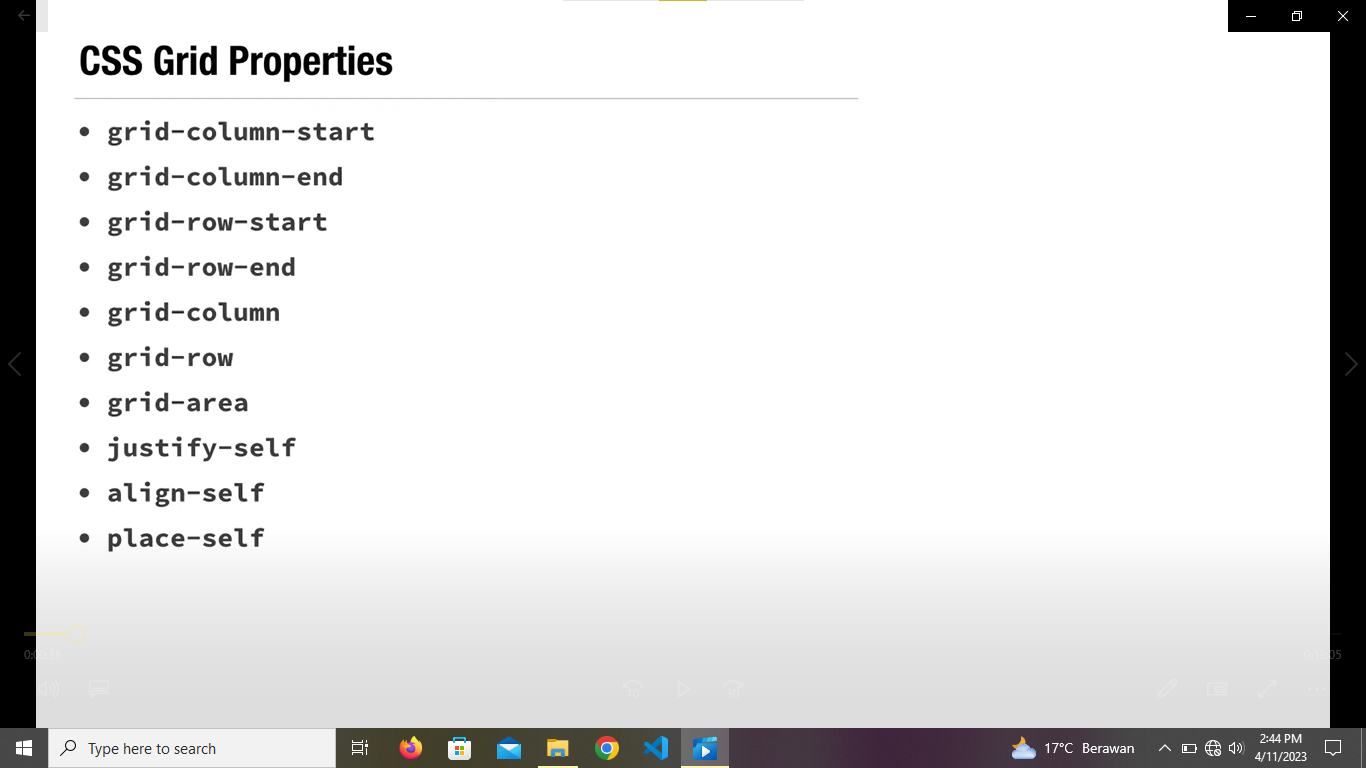 CSS Grid Properties
• grid-column-start
• grid-column-end
• grid-row-start
• grid-row-end
• grid-column
• grid-row
• grid-area
• justify-self
• align-self
• place-self
10
30
Type here to search
17°C Berawan
2:44 PM
4/11/2023